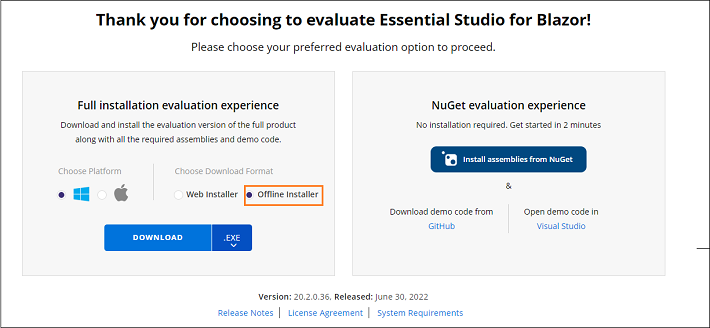 Thank you for choosing to evaluate Essential Studio for Blazor!
Please choose your preferred evaluation option to proceed.
Full installation evaluation experience
Download and install the evaluation version of the full product
along with all the required assemblies and demo code.
Choose Platform
Choose Download Format
Web Installer
Offline Installer
DOWNLOAD
.EXE
NuGet evaluation experience
No installation required. Get started in 2 minutes
Install assemblies from NuGet
&
Download demo code from
GitHub
Open demo code in
Visual Studio
Version: 20.2.0.36. Released: June 30, 2022
Release Notes | License Agreement | System Requirements